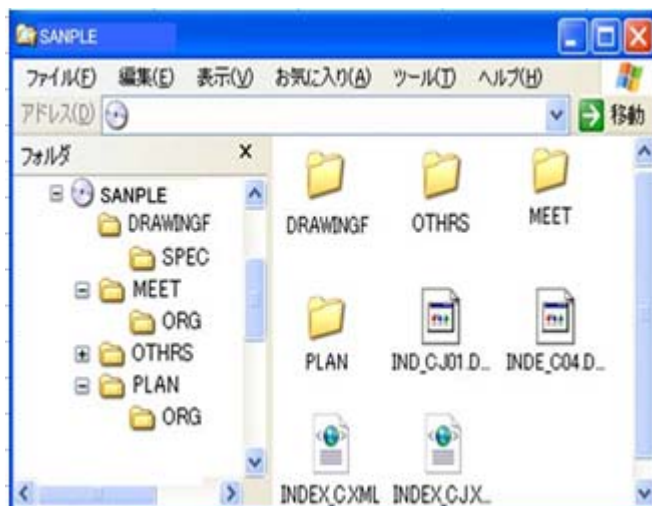 SANPLE
ファイル(F) 編集(E) 表示(V) お気に入り(A) ツール(T) ヘルプ(H)
アドレス(D) 移動
フォルダ X
SANPLE
DRAWINGF
SPEC
MEET
ORG
OTHRS
PLAN
ORG
DRAWINGF OTHRS MEET
PLAN IND_CJ01.D... INDE_C04.D...
INDEX_C.XML INDEX_CJ.X...